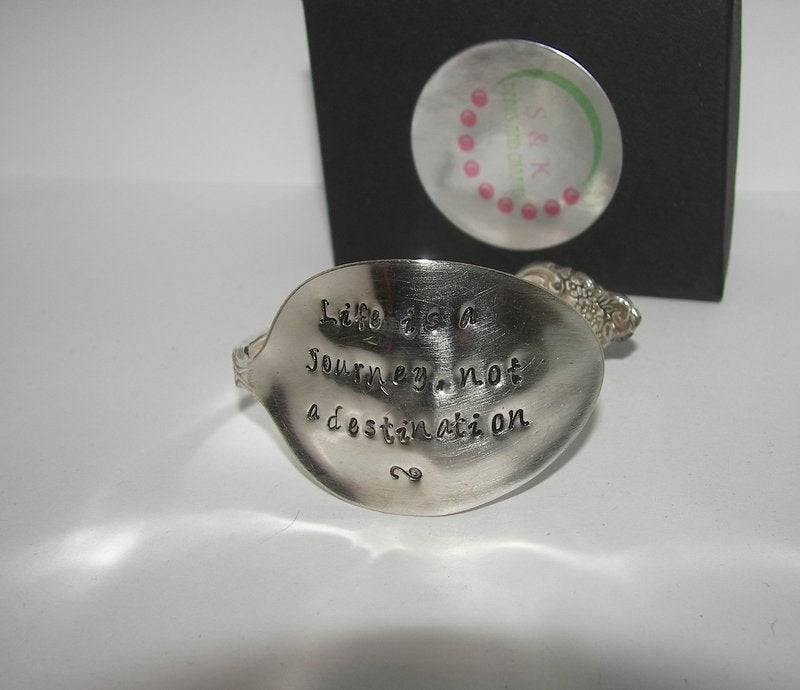 Life is a
Journey, not
a destination
S & K